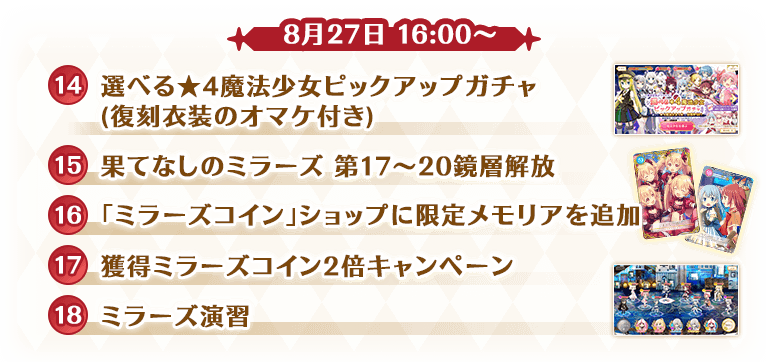 8月27日 16:00〜
14 選べる★4魔法少女ピックアップガチャ
(復刻衣装のオマケ付き)
15 果てなしのミラーズ 第17〜20鏡層解放
16 「ミラーズコイン」ショップに限定メモリアを追加
17 獲得ミラーズコイン2倍キャンペーン
18 ミラーズ演習